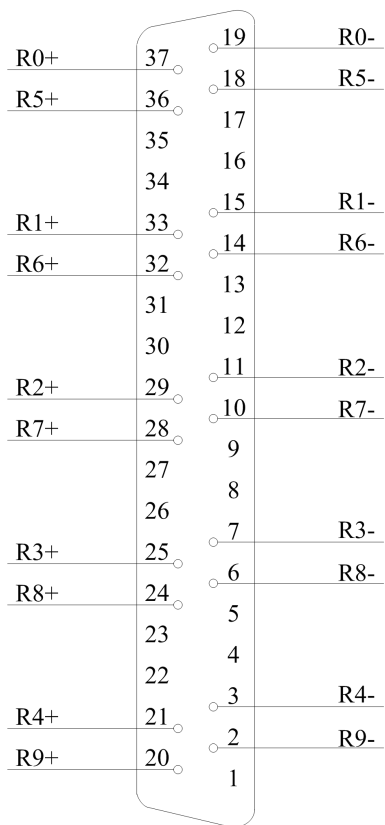 19 R0-
R0+ 37
18 R5-
R5+ 36
17
35
16
34
15 R1-
R1+ 33
14 R6-
R6+ 32
13
31
12
30
11 R2-
R2+ 29
10 R7-
R7+ 28
9
27
8
26
7 R3-
R3+ 25
6 R8-
R8+ 24
5
23
4
22
3 R4-
R4+ 21
2 R9-
R9+ 20
1